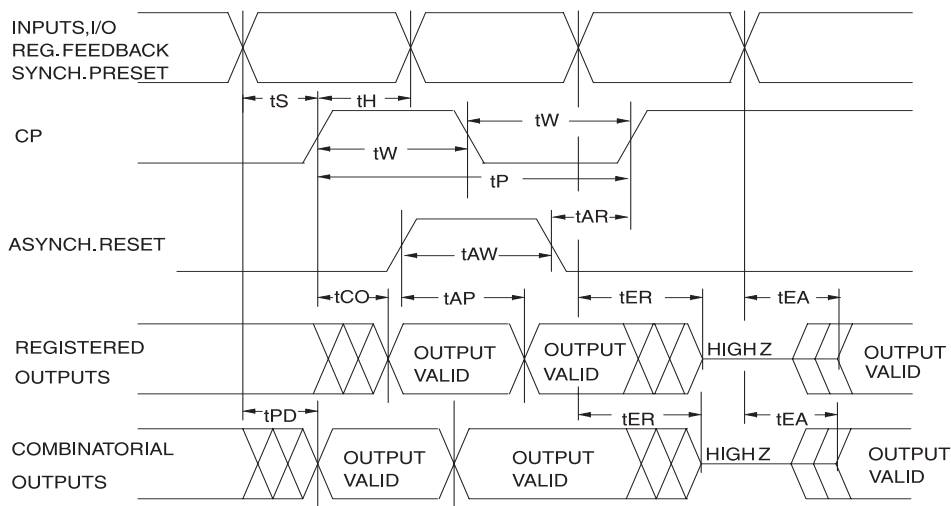 INPUTS,I/O
REG.FEEDBACK
SYNCH.PRESET
tS
tH
CP
tW
tW
tP
tAR
ASYNCH.RESET
tAW
tCO
tAP
tER
tEA
REGISTERED
OUTPUTS
OUTPUT
VALID
OUTPUT
VALID
HIGH Z
OUTPUT
VALID
tPD
tER
tEA
COMBINATORIAL
OUTPUTS
OUTPUT
VALID
OUTPUT
VALID
HIGH Z
OUTPUT
VALID